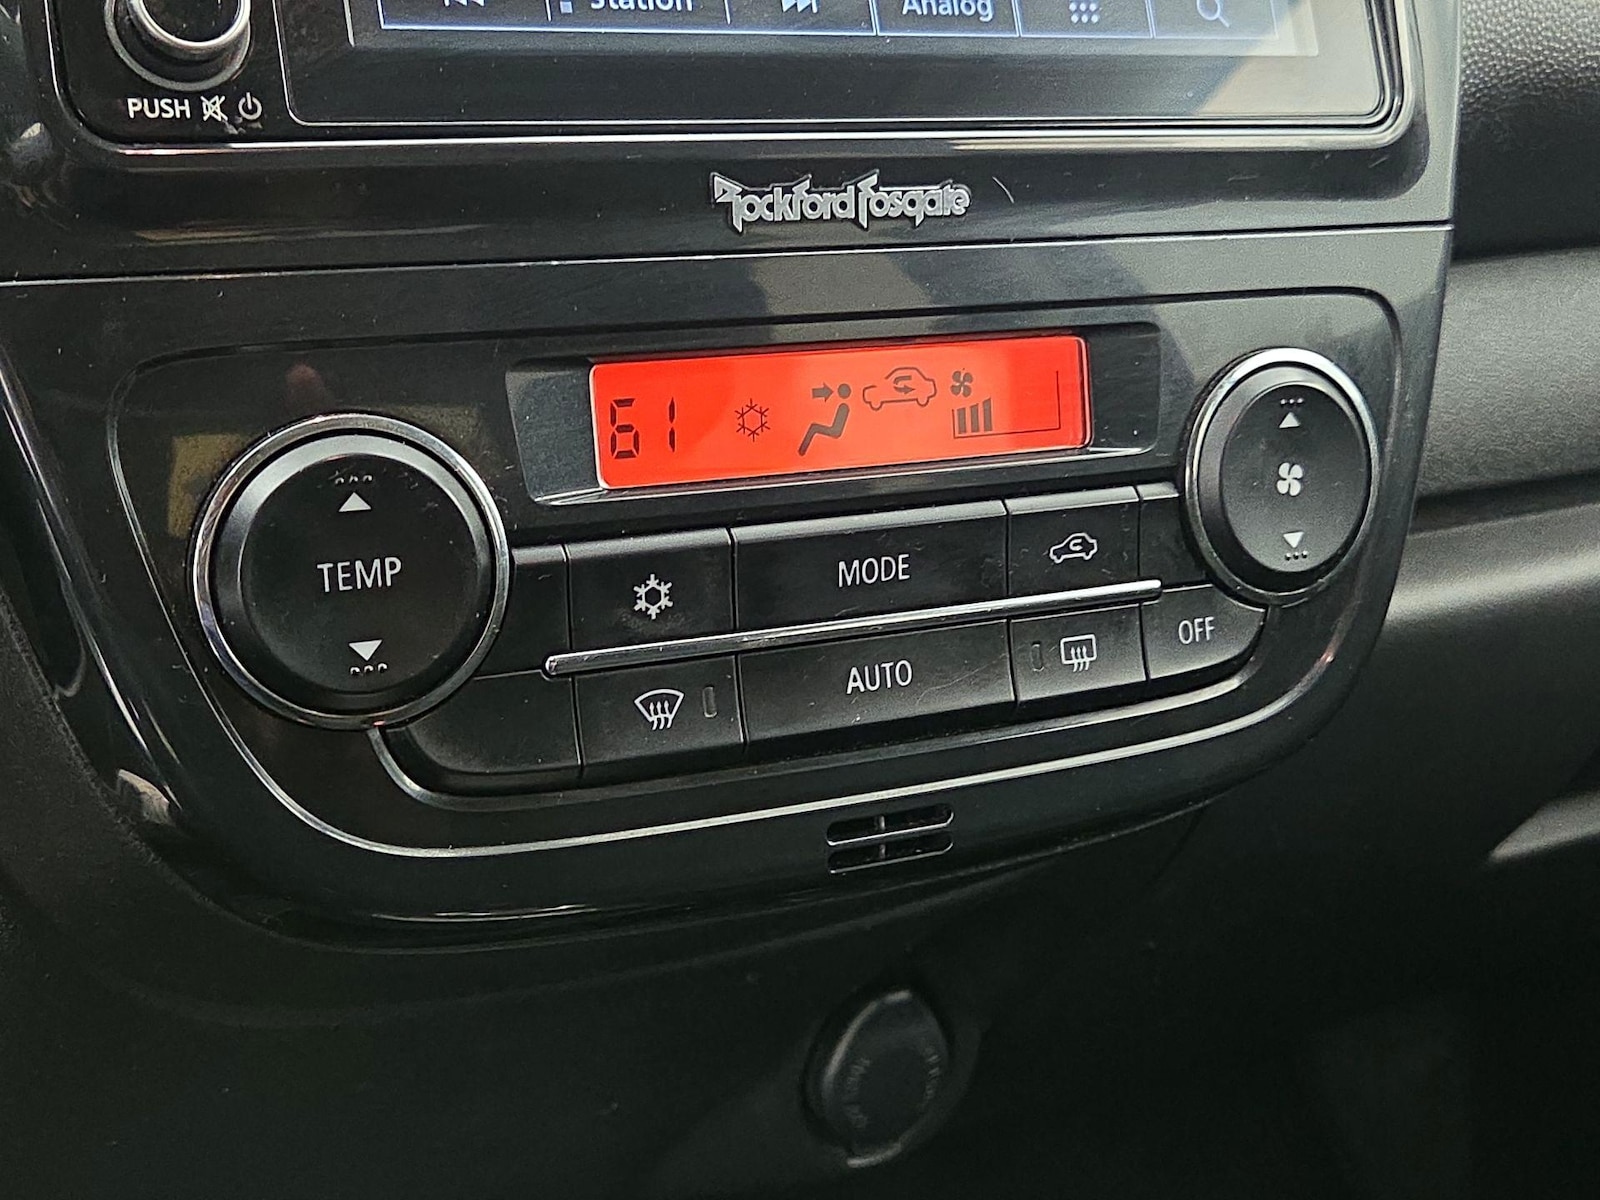 Station
Analog
PUSH
Rockford Fosgate
61
TEMP
MODE
AUTO
OFF